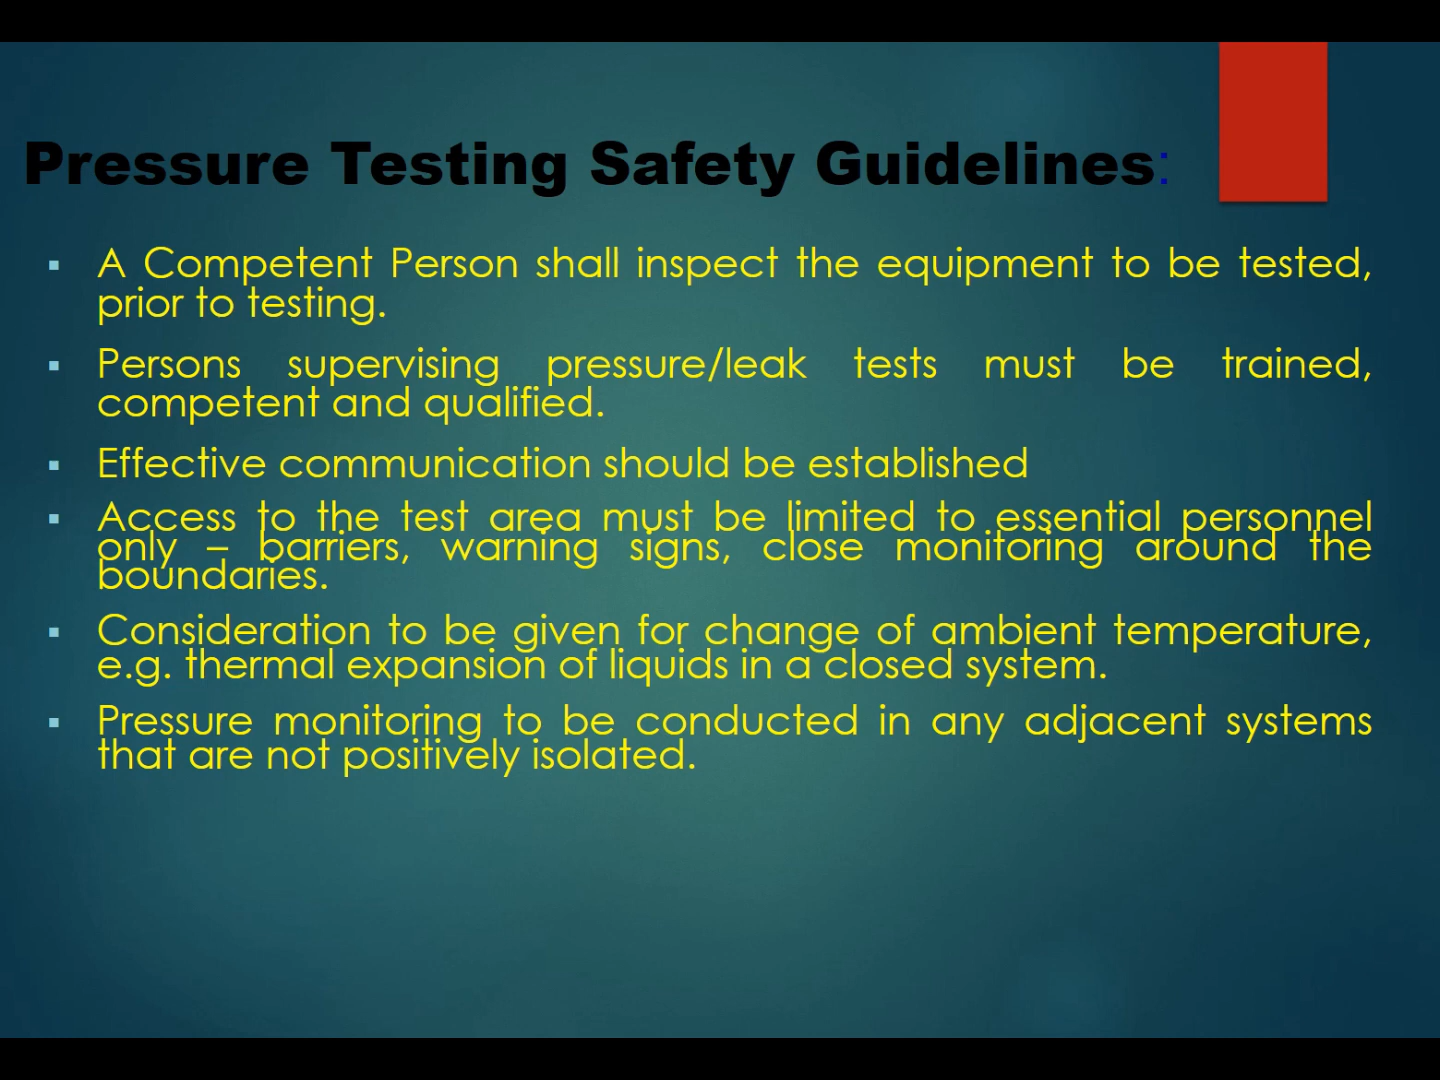 Pressure Testing Safety Guidelines:
▪ A Competent Person shall inspect the equipment to be tested,
prior to testing.
▪ Persons supervising pressure/leak tests must be trained,
competent and qualified.
▪ Effective communication should be established
▪ Access to the test area must be limited to essential personnel
only – barriers, warning signs, close monitoring around the
boundaries.
▪ Consideration to be given for change of ambient temperature,
e.g. thermal expansion of liquids in a closed system.
▪ Pressure monitoring to be conducted in any adjacent systems
that are not positively isolated.